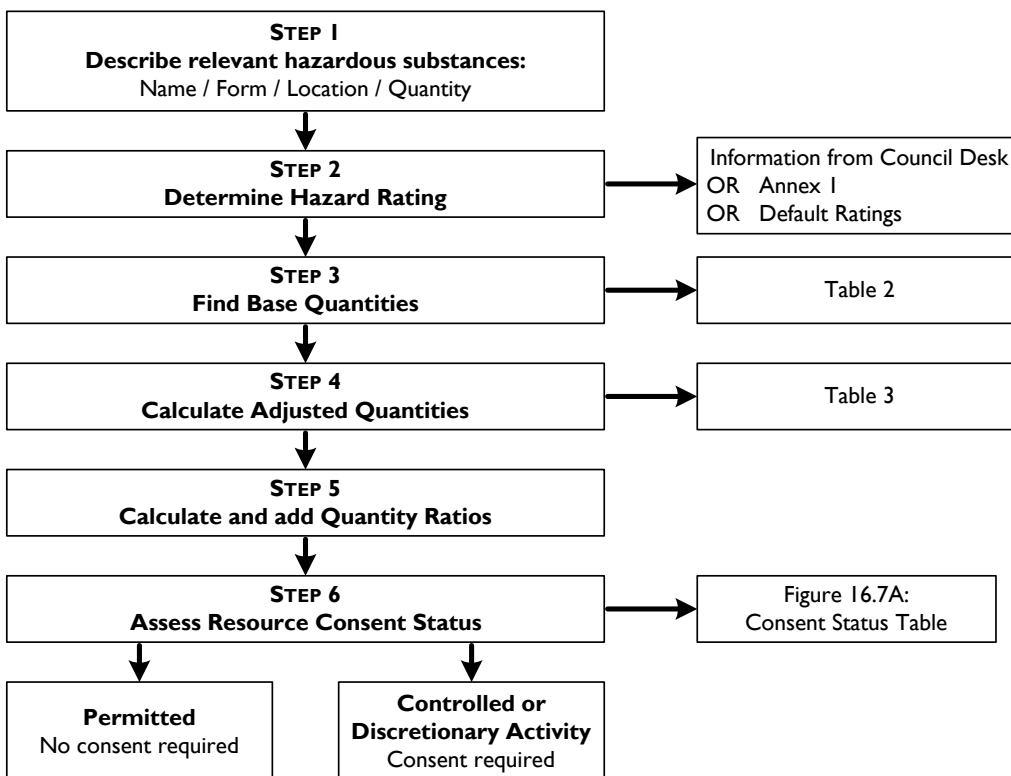 STEP 1
Describe relevant hazardous substances:
Name / Form / Location / Quantity
STEP 2
Determine Hazard Rating
Information from Council Desk
OR Annex 1
OR Default Ratings
STEP 3
Find Base Quantities
Table 2
STEP 4
Calculate Adjusted Quantities
Table 3
STEP 5
Calculate and add Quantity Ratios
STEP 6
Assess Resource Consent Status
Figure 16.7A:
Consent Status Table
Permitted
No consent required
Controlled or
Discretionary Activity
Consent required